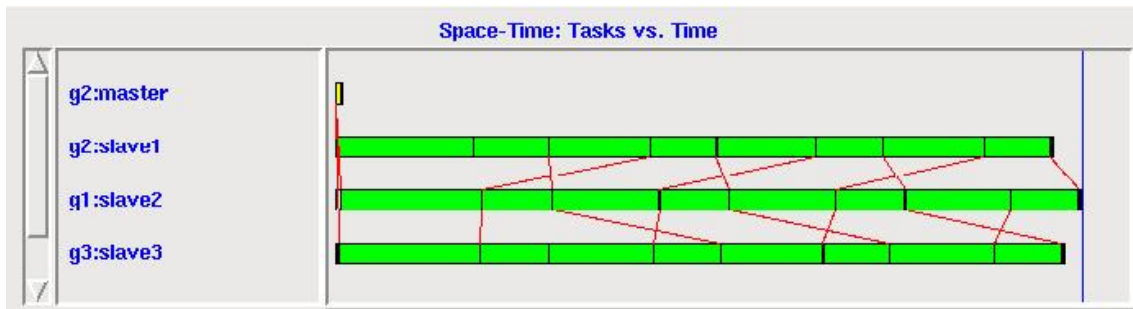 Space-Time: Tasks vs. Time
g2:master
g2:slave1
g1:slave2
g3:slave3